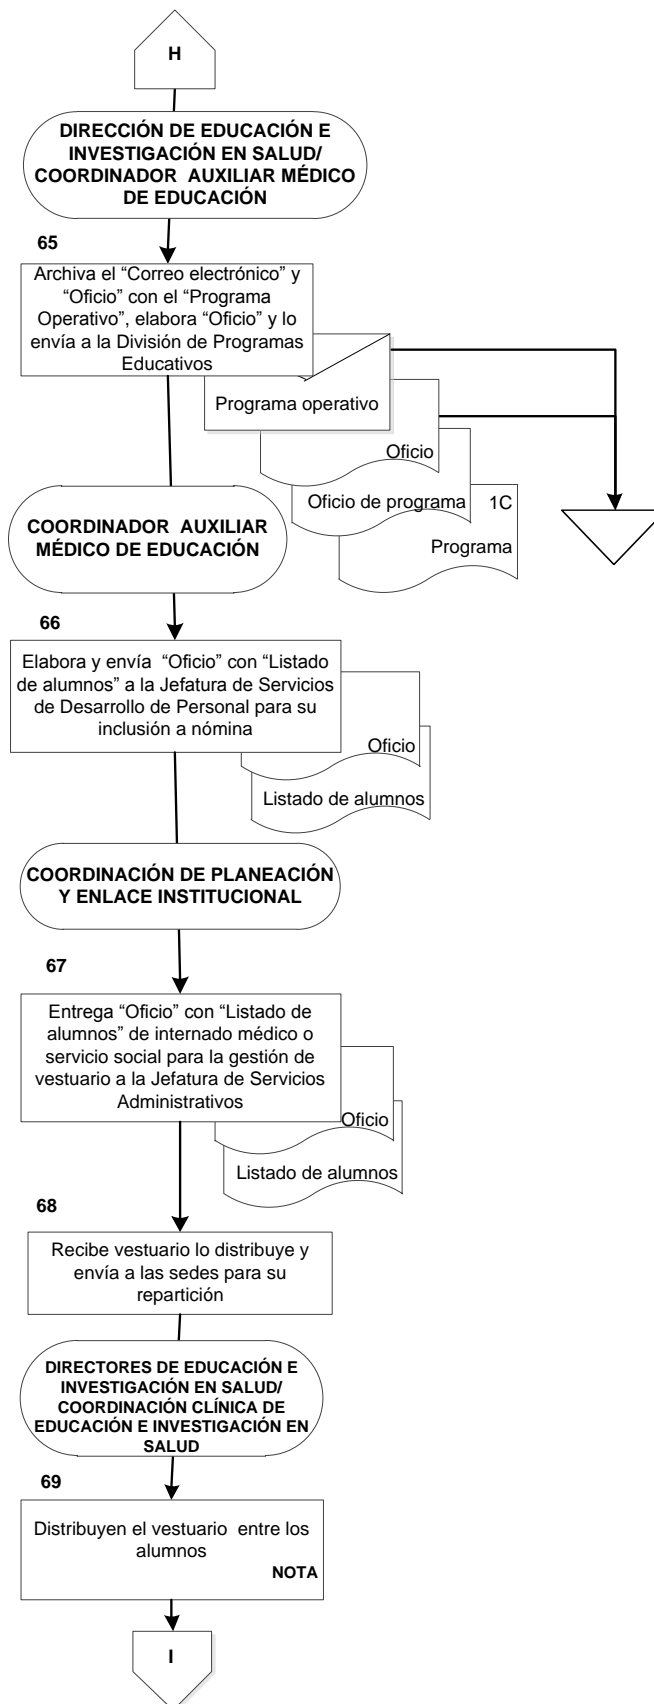 H
DIRECCIÓN DE EDUCACIÓN E
INVESTIGACIÓN EN SALUD/
COORDINADOR AUXILIAR MÉDICO
DE EDUCACIÓN
65
Archiva el “Correo electrónico” y
“Oficio” con el “Programa
Operativo”, elabora “Oficio” y lo
envía a la División de Programas
Educativos
Programa operativo
Oficio
Oficio de programa
1C
Programa
COORDINADOR AUXILIAR
MÉDICO DE EDUCACIÓN
66
Elabora y envía “Oficio” con “Listado
de alumnos” a la Jefatura de Servicios
de Desarrollo de Personal para su
inclusión a nómina
Oficio
Listado de alumnos
COORDINACIÓN DE PLANEACIÓN
Y ENLACE INSTITUCIONAL
67
Entrega “Oficio” con “Listado de
alumnos” de internado médico o
servicio social para la gestión de
vestuario a la Jefatura de Servicios
Administrativos
Oficio
Listado de alumnos
68
Recibe vestuario lo distribuye y
envía a las sedes para su
repartición
DIRECTORES DE EDUCACIÓN E
INVESTIGACIÓN EN SALUD/
COORDINACIÓN CLÍNICA DE
EDUCACIÓN E INVESTIGACIÓN EN
SALUD
69
Distribuyen el vestuario entre los
alumnos
NOTA
I